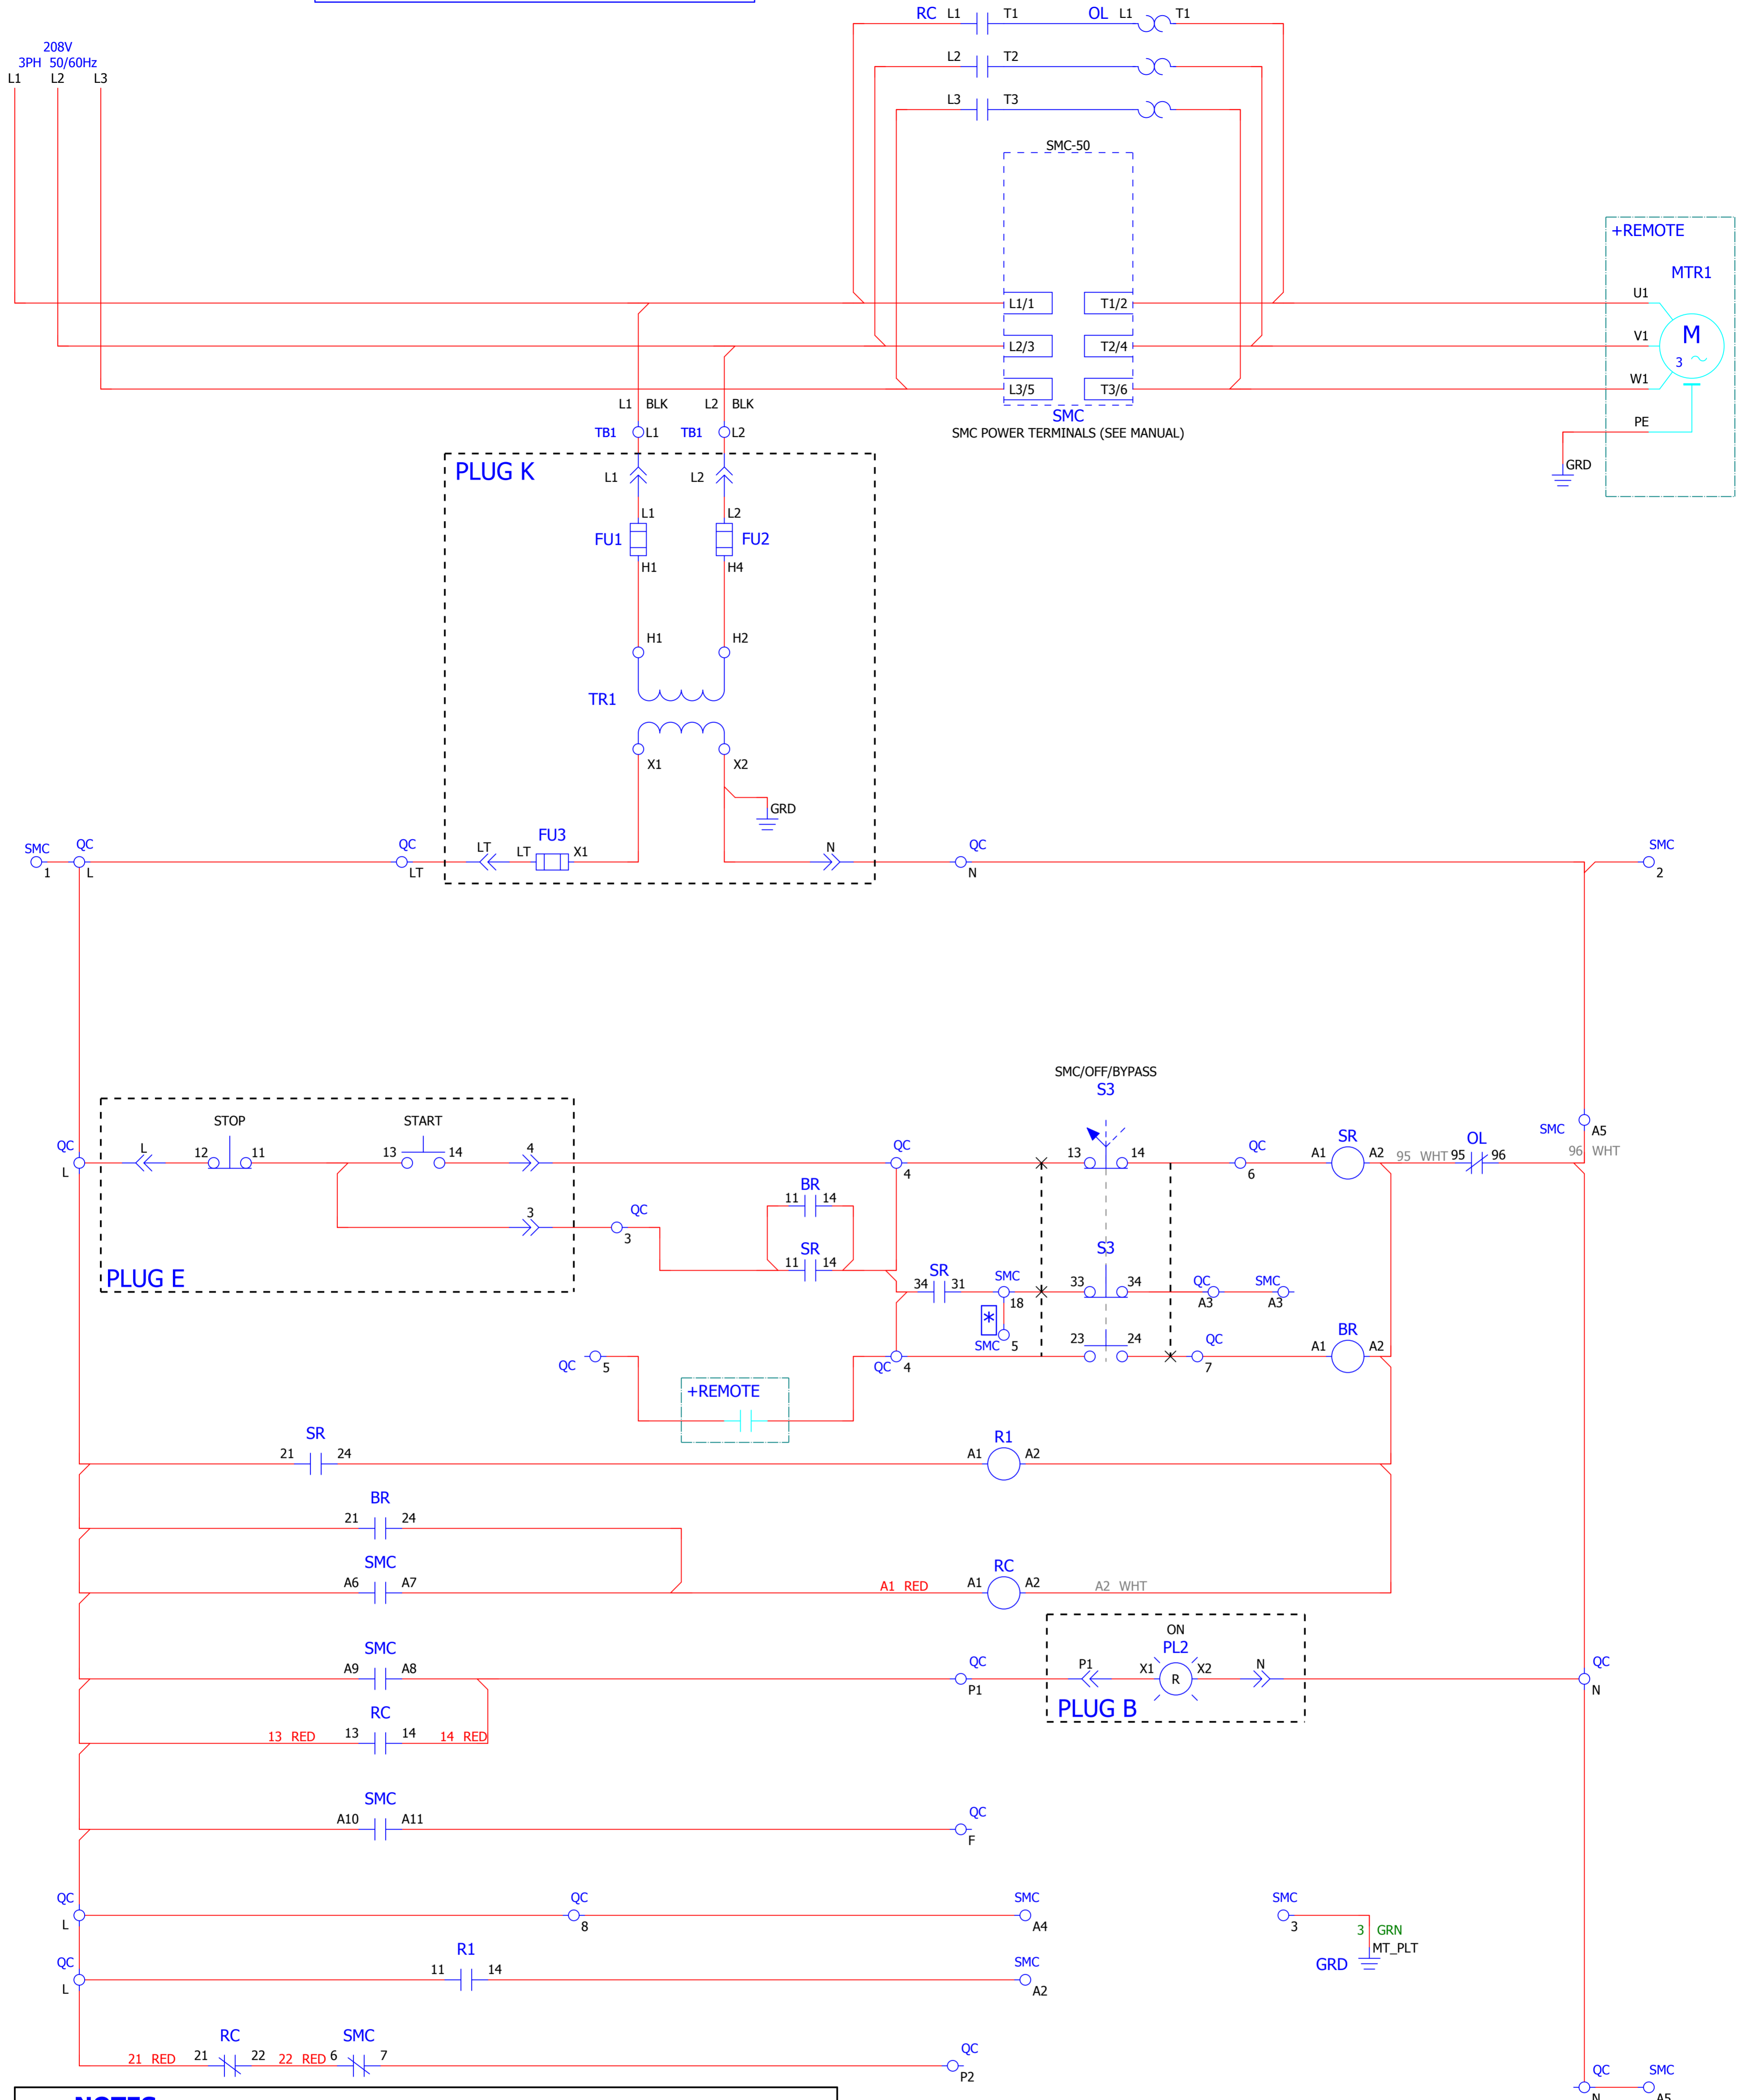 RC L1 T1 OL L1 T1
208V
3PH 50/60Hz
L1 L2 L3
L2 T2
L3 T3
SMC-50
+REMOTE
MTR1
L1/1 T1/2 U1
L2/3 T2/4 V1
M
3
L3/5 T3/6 W1
L1 BLK L2 BLK
SMC
TB1 L1 TB1 L2
SMC POWER TERMINALS (SEE MANUAL)
PE
GRD
PLUG K
L1 L2
L1 L2
FU1 FU2
H1 H4
H1 H2
TR1
X1 X2
GRD
FU3
SMC QC QC LT LT X1 N QC SMC
1 L LT N 2
SMC/OFF/BYPASS
S3
STOP START
QC L 12 11 13 14 4 QC 13 14 QC SR A1 A2 95 WHT 95 OL 96 SMC A5 96 WHT
L 4 6
BR
11 14
3 QC
3
SR
11 14
S3
PLUG E
SR
34 31 SMC 33 34 QC SMC
18 A3 A3
*
SMC 5
23 24 QC BR A1 A2
QC 5 QC 4 7
+REMOTE
SR
21 24
R1
A1 A2
BR
21 24
SMC
A6 A7
RC
A1 RED A1 A2 A2 WHT
ON
SMC
A9 A8
QC P1 PL2 X1 R X2 N QC
P1 N
PLUG B
RC
13 RED 13 14 14 RED
SMC
A10 A11
QC
F
QC QC SMC SMC
L 8 A4 3
3 GRN
MT_PLT
GRD
QC R1 SMC
L 11 14 A2
RC SMC
21 RED 21 22 22 RED 6 7
QC
P2
QC SMC
N A5
NOTES